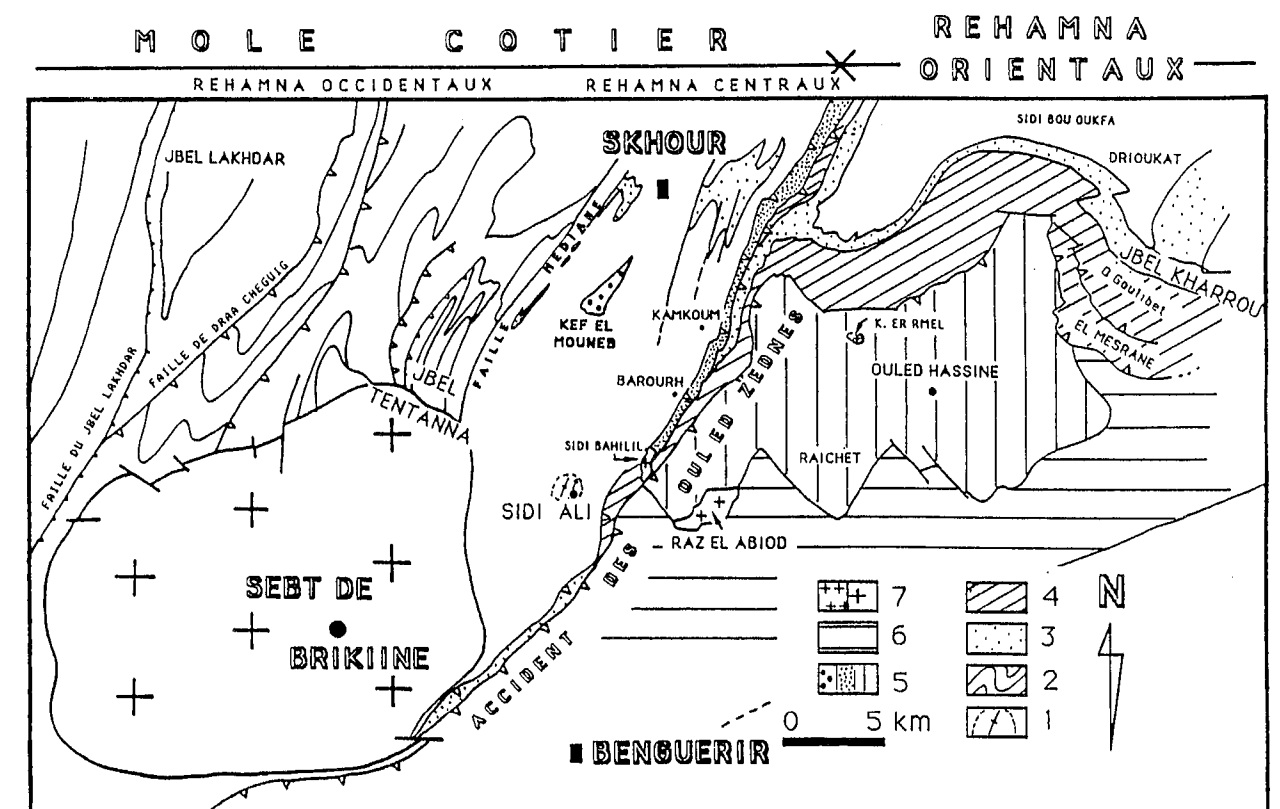 MOLE COTIER
REHAMNA
ORIENTAUX
REHAMNA OCCIDENTAUX
REHAMNA CENTRAUX
SIDI BOU OUKFA
SKHOUR
DRIOUKAT
JBEL LAKHDAR
FAILLE MEDIANE
JBEL KHARROU
O Goulibet
FAILLE DE DRAA CHEGUIG
KAMKOUM
KEF EL
MOUNEB
K. ER RMEL
EL MESRANE
FAILLE DU JBEL LAKHDAR
JBEL
TENTANNA
BAROURH
OULED HASSINE
SIDI BAHILIL
RAICHET
SIDI ALI
RAZ EL ABIOD
ACCIDENT DES OULED ZEDNES
SEBT DE
BRIKIINE
7
4
N
6
3
5
2
1
0 5 km
BENGUERIR